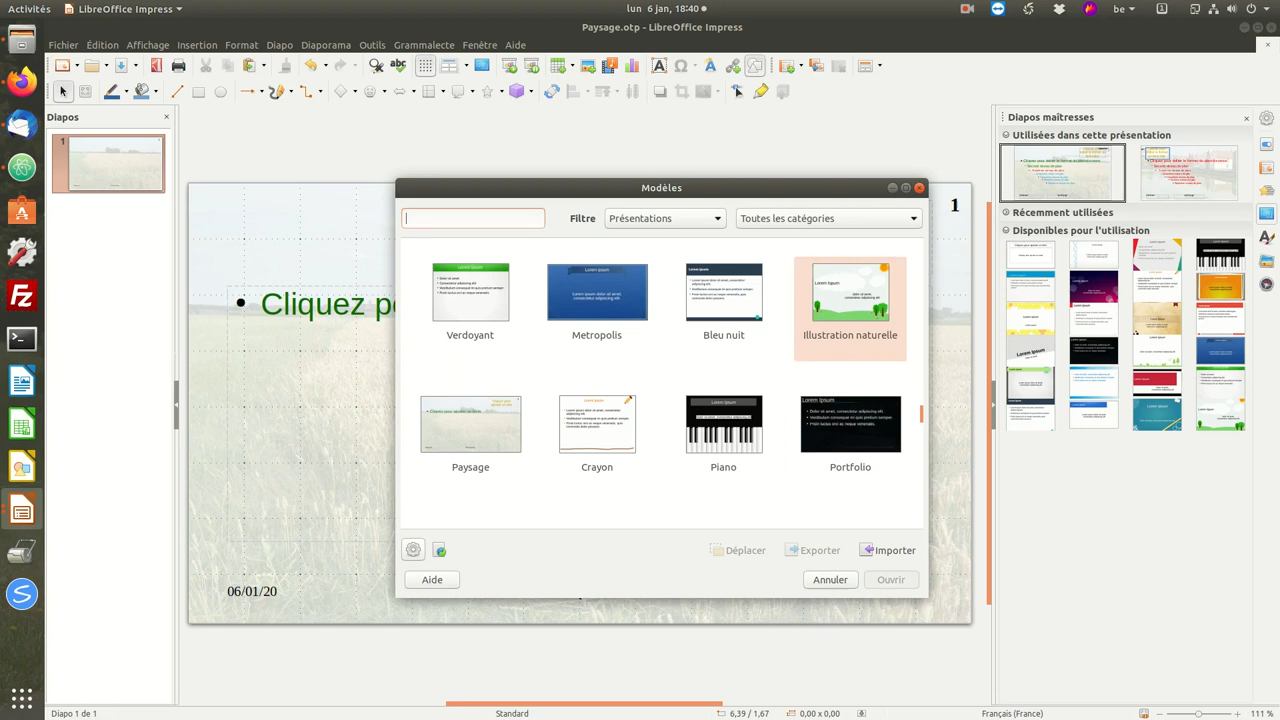 Activités
LibreOffice Impress
lun 6 jan, 18:40
be
Paysage.otp - LibreOffice Impress
Fichier Édition Affichage Insertion Format Diapo Diaporama Outils Grammalecte Fenêtre Aide
Diapos
1
Cliquez p
06/01/20
1
Modèles
Filtre Présentations Toutes les catégories
Verdoyant Metropolis Bleu nuit Illustration naturelle
Paysage Crayon Piano Portfolio
Déplacer Exporter Importer
Aide Annuler Ouvrir
Diapos maîtresses
Utilisées dans cette présentation
Récemment utilisées
Disponibles pour l'utilisation
Diapo 1 de 1 Standard 6,39 / 1,67 0,00 x 0,00 Français (France) 111 %